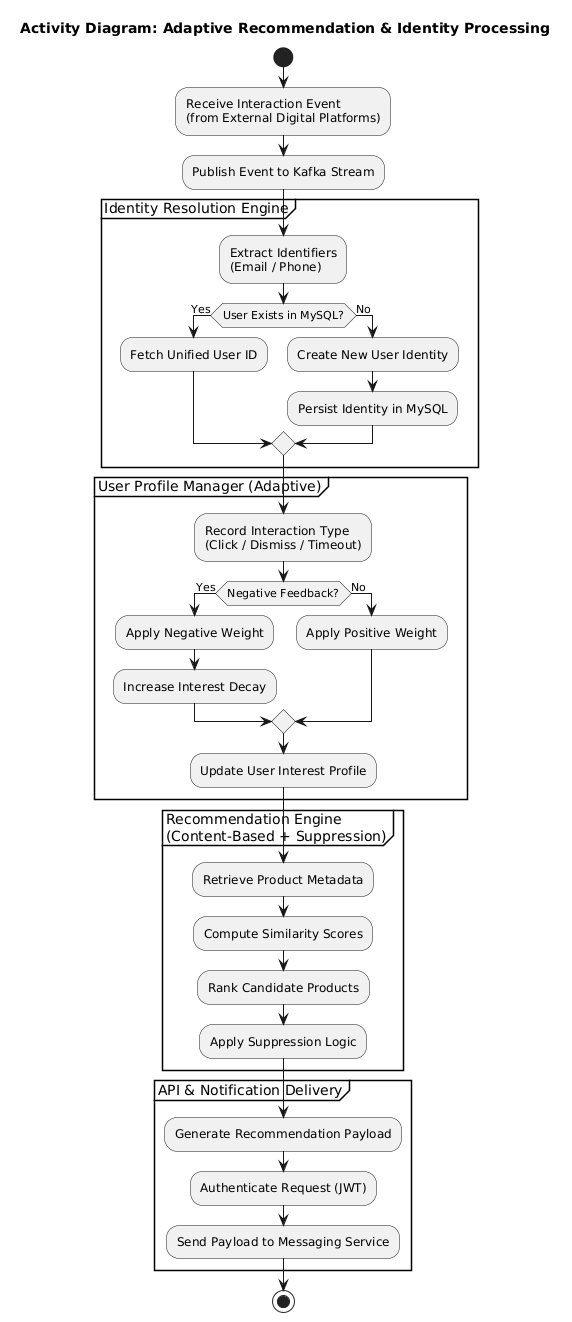 Activity Diagram: Adaptive Recommendation & Identity Processing
Receive Interaction Event
(from External Digital Platforms)
Publish Event to Kafka Stream
Identity Resolution Engine
Extract Identifiers
(Email / Phone)
Yes
User Exists in MySQL?
No
Fetch Unified User ID
Create New User Identity
Persist Identity in MySQL
User Profile Manager (Adaptive)
Record Interaction Type
(Click / Dismiss / Timeout)
Yes
Negative Feedback?
No
Apply Negative Weight
Apply Positive Weight
Increase Interest Decay
Update User Interest Profile
Recommendation Engine
(Content-Based + Suppression)
Retrieve Product Metadata
Compute Similarity Scores
Rank Candidate Products
Apply Suppression Logic
API & Notification Delivery
Generate Recommendation Payload
Authenticate Request (JWT)
Send Payload to Messaging Service